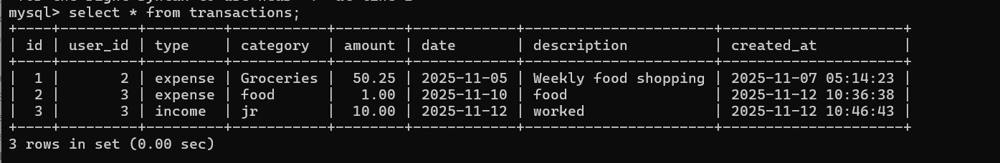 mysql> select * from transactions;
+----+---------+---------+-----------+--------+------------+----------------------+---------------------+
| id | user_id | type    | category  | amount | date       | description          | created_at          |
+----+---------+---------+-----------+--------+------------+----------------------+---------------------+
|  1 |       2 | expense | Groceries |  50.25 | 2025-11-05 | Weekly food shopping | 2025-11-07 05:14:23 |
|  2 |       3 | expense | food      |   1.00 | 2025-11-10 | food                 | 2025-11-12 10:36:38 |
|  3 |       3 | income  | jr        |  10.00 | 2025-11-12 | worked               | 2025-11-12 10:46:43 |
+----+---------+---------+-----------+--------+------------+----------------------+---------------------+
3 rows in set (0.00 sec)